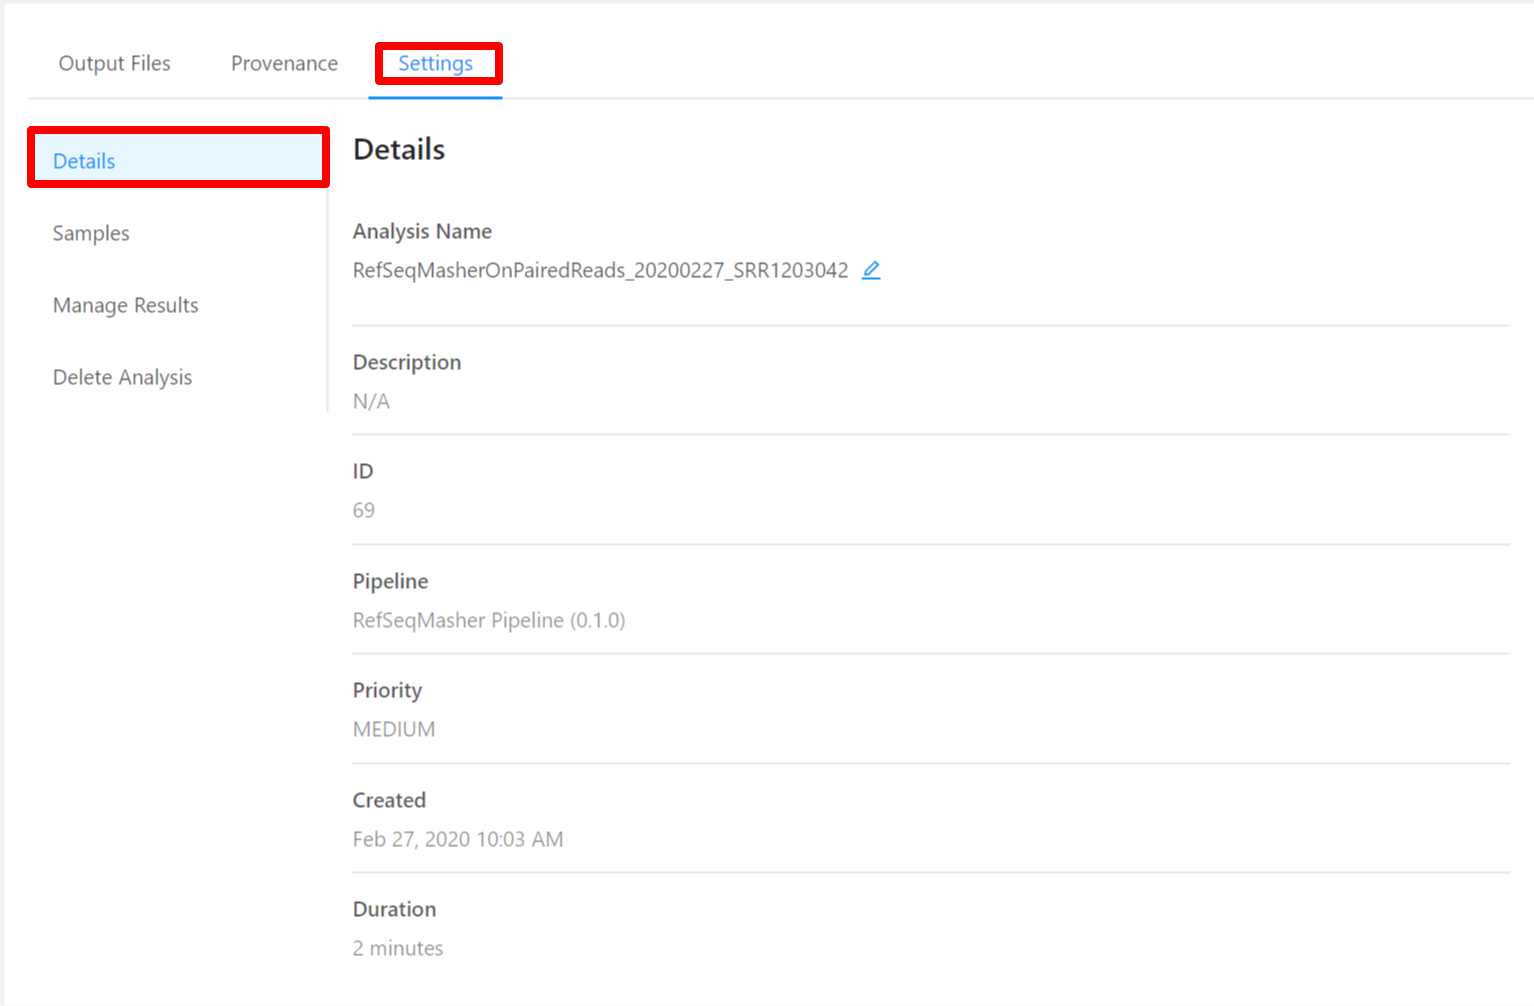 Output Files Provenance Settings
Details
Samples
Manage Results
Delete Analysis
Details
Analysis Name
RefSeqMasherOnPairedReads_20200227_SRR1203042
Description
N/A
ID
69
Pipeline
RefSeqMasher Pipeline (0.1.0)
Priority
MEDIUM
Created
Feb 27, 2020 10:03 AM
Duration
2 minutes